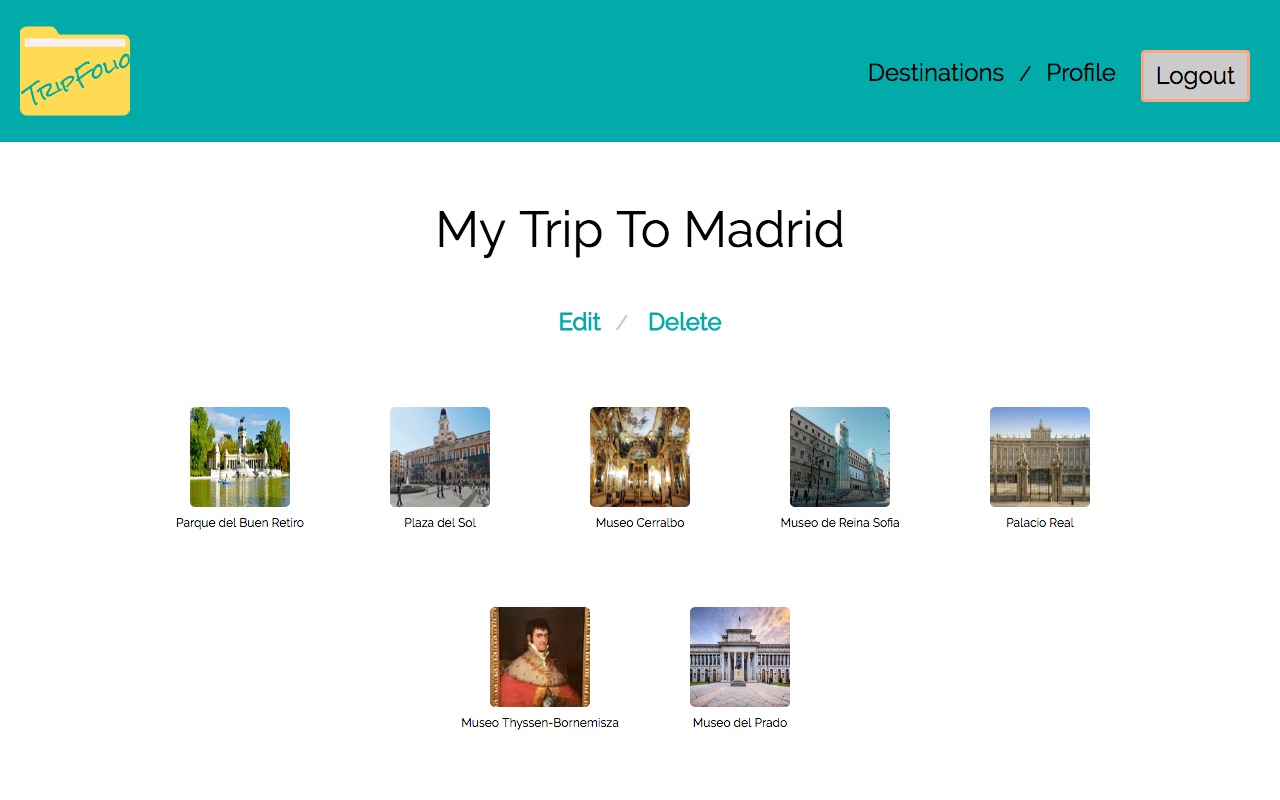 TripFolio
Destinations / Profile Logout
My Trip To Madrid
Edit / Delete
Parque del Buen Retiro Plaza del Sol Museo Cerralbo Museo de Reina Sofia Palacio Real
Museo Thyssen-Bornemisza Museo del Prado